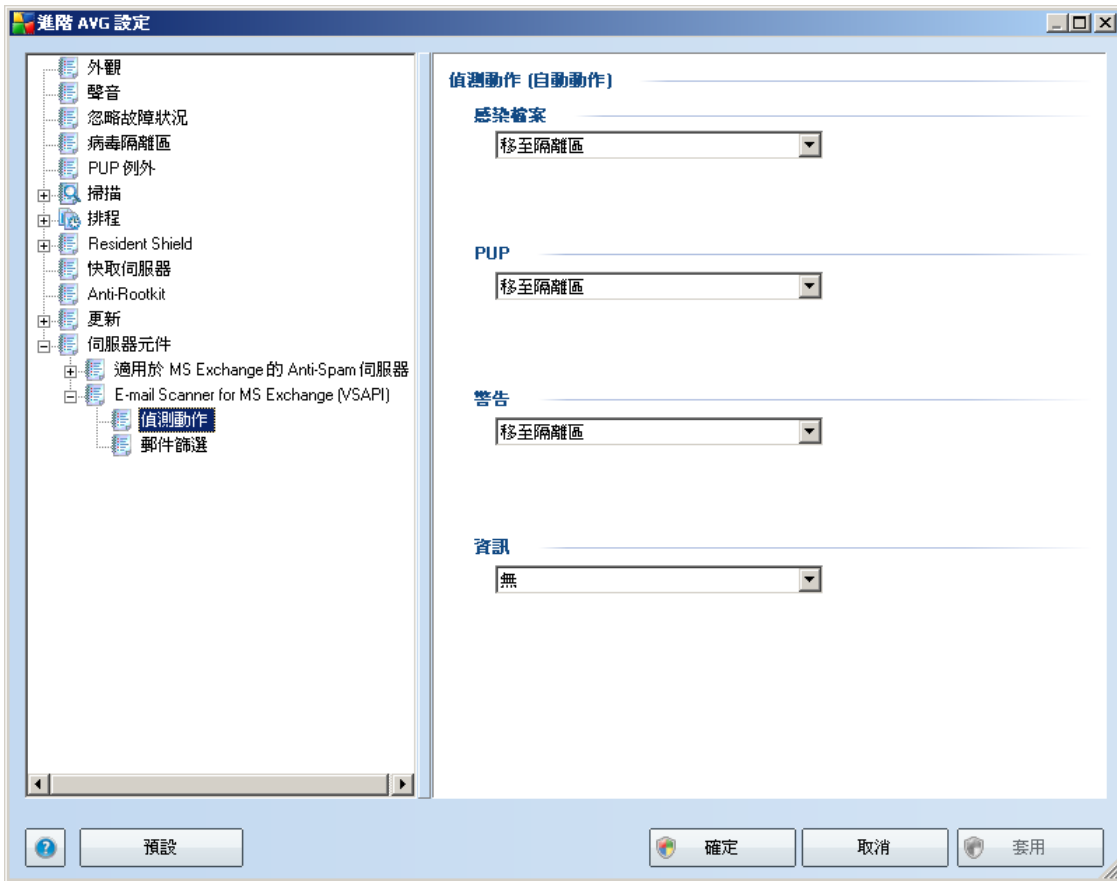 進階 AVG 設定
外觀
聲音
忽略故障狀況
病毒隔離區
PUP 例外
掃描
排程
Resident Shield
快取伺服器
Anti-Rootkit
更新
伺服器元件
適用於 MS Exchange 的 Anti-Spam 伺服器
E-mail Scanner for MS Exchange (VSAPI)
偵測動作
郵件篩選
偵測動作 (自動動作)
感染檔案
移至隔離區
PUP
移至隔離區
警告
移至隔離區
資訊
無
預設
確定
取消
套用